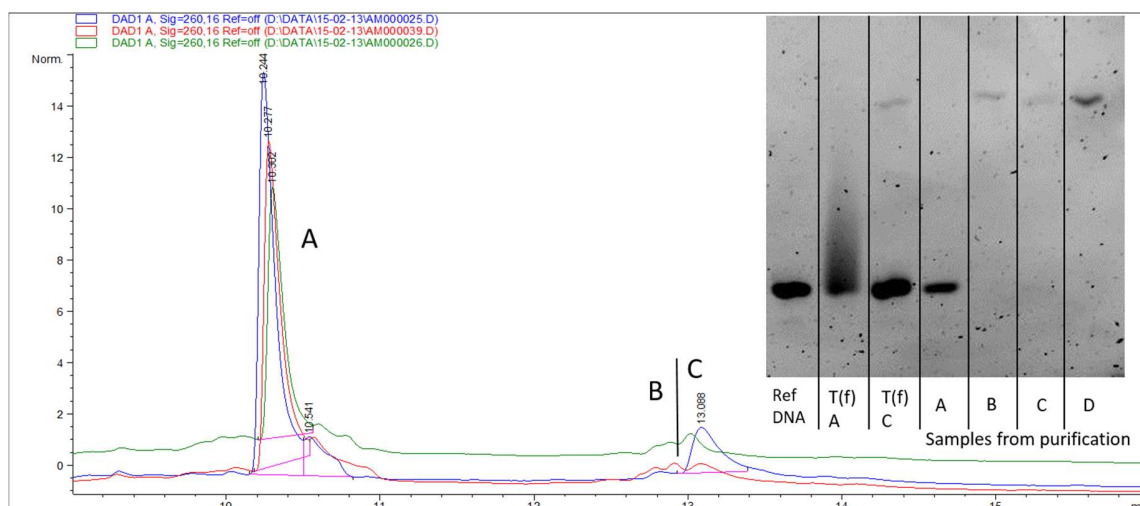 DAD1 A, Sig=260,16 Ref=off (D:\DATA\15-02-13\AM000025.D)
DAD1 A, Sig=260,16 Ref=off (D:\DATA\15-02-13\AM000039.D)
DAD1 A, Sig=260,16 Ref=off (D:\DATA\15-02-13\AM000026.D)
Norm.
14
12
10
8
6
4
2
0
10.244
10.277
10.302
10.541
A
B
C
13.088
10
11
12
13
14
15
Ref
DNA
T(f)
A
T(f)
C
A
B
C
D
Samples from purification